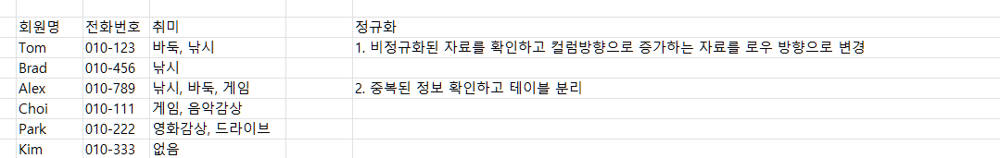 회원명 전화번호 취미 정규화
Tom 010-123 바둑, 낚시 1. 비정규화된 자료를 확인하고 컬럼방향으로 증가하는 자료를 로우 방향으로 변경
Brad 010-456 낚시
Alex 010-789 낚시, 바둑, 게임 2. 중복된 정보 확인하고 테이블 분리
Choi 010-111 게임, 음악감상
Park 010-222 영화감상, 드라이브
Kim 010-333 없음